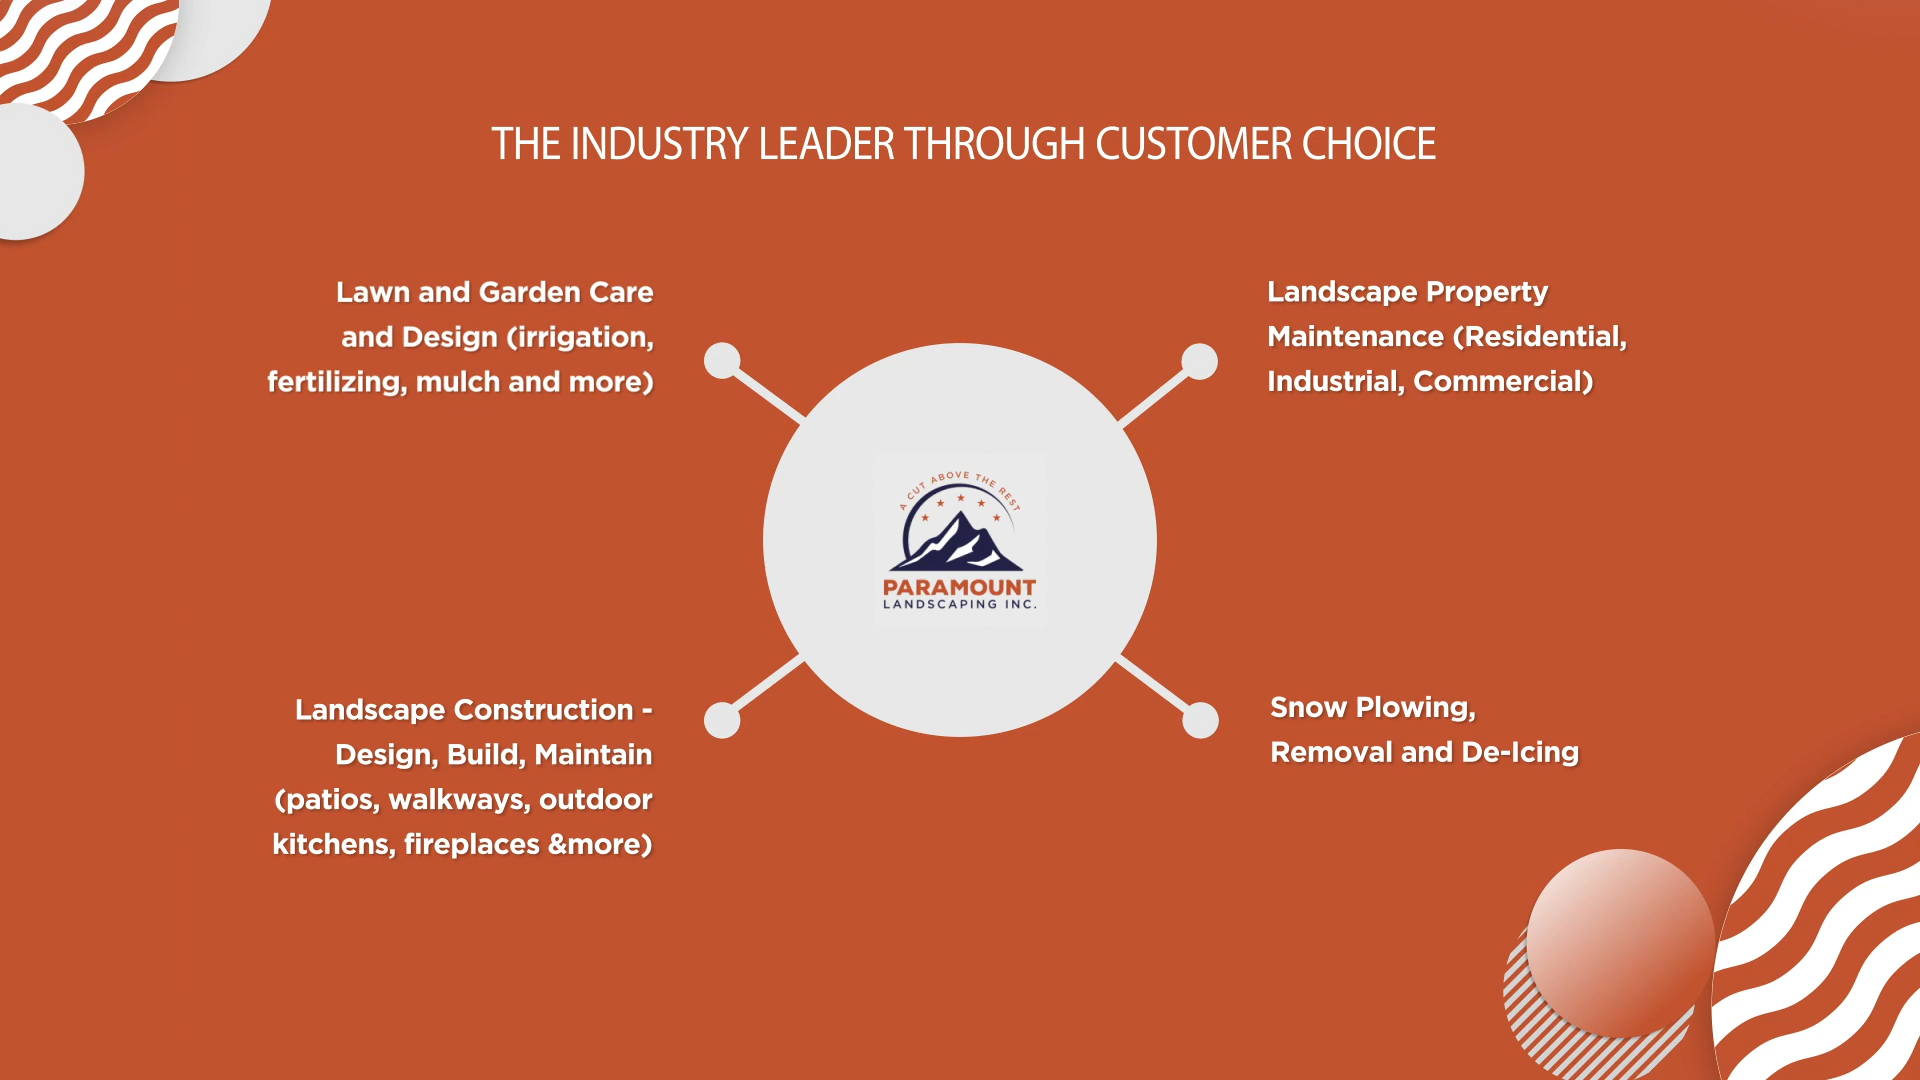 THE INDUSTRY LEADER THROUGH CUSTOMER CHOICE
Lawn and Garden Care
and Design (irrigation,
fertilizing, mulch and more)
Landscape Property
Maintenance (Residential,
Industrial, Commercial)
A CUT ABOVE THE REST
PARAMOUNT
LANDSCAPING INC.
Landscape Construction -
Design, Build, Maintain
(patios, walkways, outdoor
kitchens, fireplaces &more)
Snow Plowing,
Removal and De-Icing